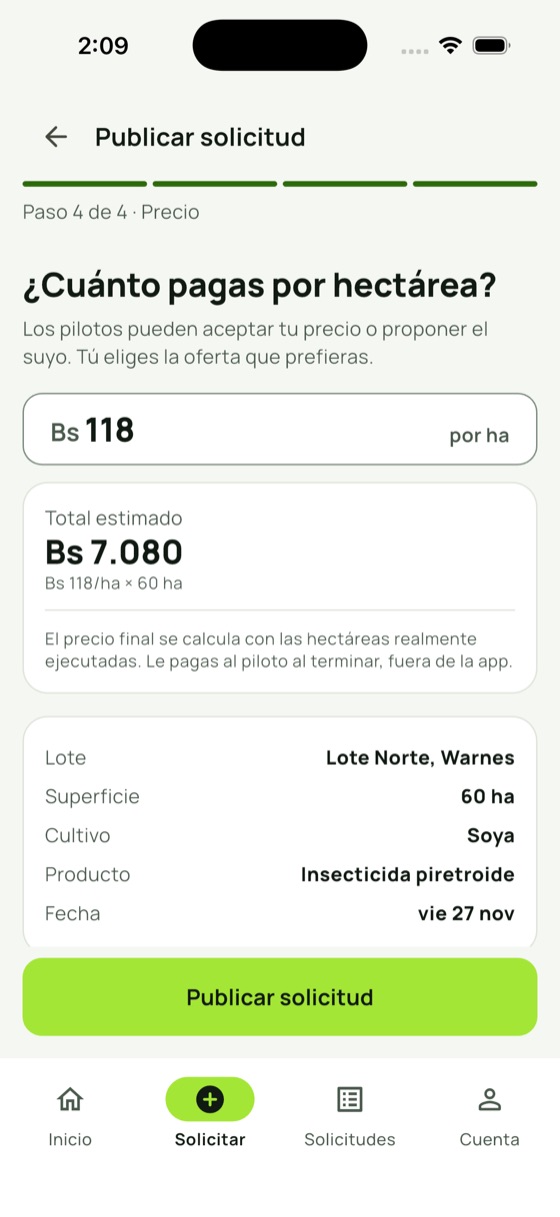 2:09
Publicar solicitud
Paso 4 de 4 · Precio
¿Cuánto pagas por hectárea?
Los pilotos pueden aceptar tu precio o proponer el
suyo. Tú eliges la oferta que prefieras.
Bs 118 por ha
Total estimado
Bs 7.080
Bs 118/ha × 60 ha
El precio final se calcula con las hectáreas realmente
ejecutadas. Le pagas al piloto al terminar, fuera de la app.
Lote Lote Norte, Warnes
Superficie 60 ha
Cultivo Soya
Producto Insecticida piretroide
Fecha vie 27 nov
Publicar solicitud
Inicio Solicitar Solicitudes Cuenta